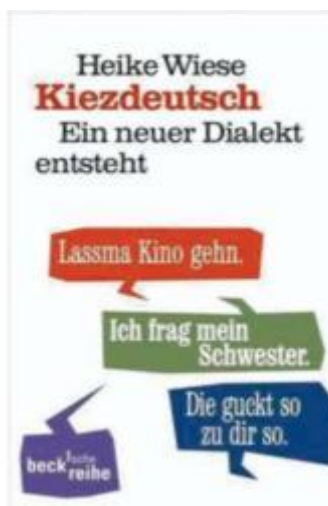 Heike Wiese
Kiezdeutsch
Ein neuer Dialekt
entsteht
Lassma Kino gehn.
Ich frag mein
Schwester.
Die guckt so
zu dir so.
beck'sche
reihe